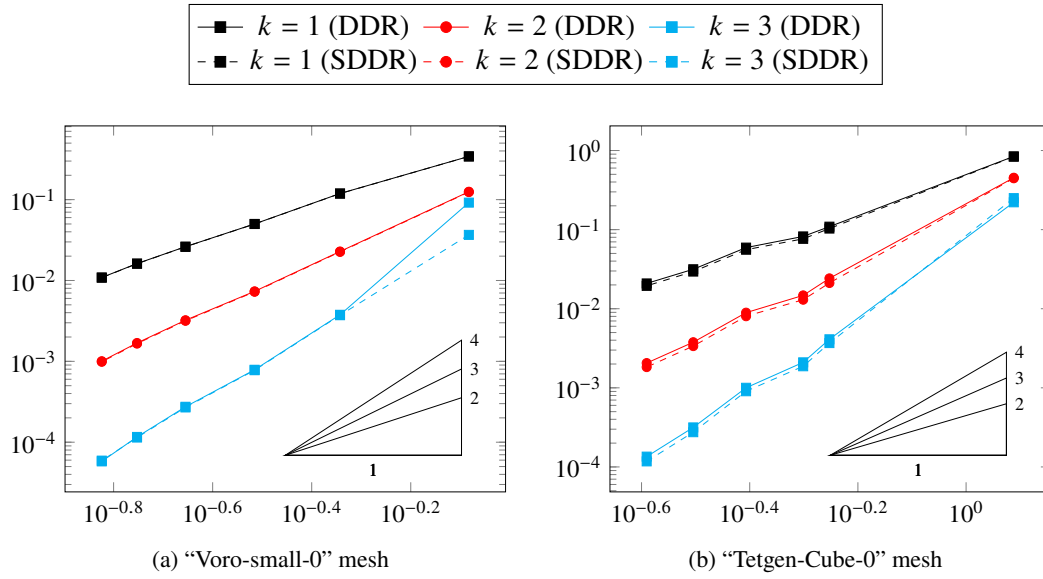 k = 1 (DDR) k = 2 (DDR) k = 3 (DDR)
k = 1 (SDDR) k = 2 (SDDR) k = 3 (SDDR)
10^−1
10^−2
10^−3
10^−4
4
3
2
1
10^−0.8 10^−0.6 10^−0.4 10^−0.2
(a) “Voro-small-0” mesh
10^0
10^−1
10^−2
10^−3
10^−4
4
3
2
1
10^−0.6 10^−0.4 10^−0.2 10^0
(b) “Tetgen-Cube-0” mesh